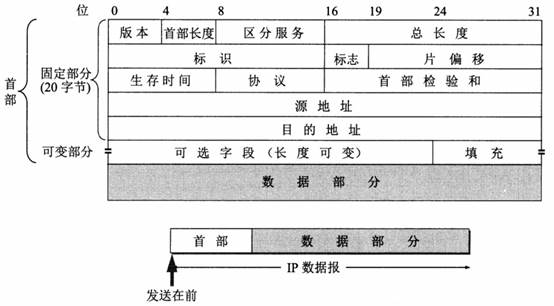 位 0 4 8 16 19 24 31
版本 首部长度 区分服务 总长度
标识 标志 片偏移
首部 固定部分 (20字节)
生存时间 协议 首部检验和
源地址
目的地址
可变部分 可选字段（长度可变） 填充
数据部分
首部 数据部分
IP 数据报
发送在前